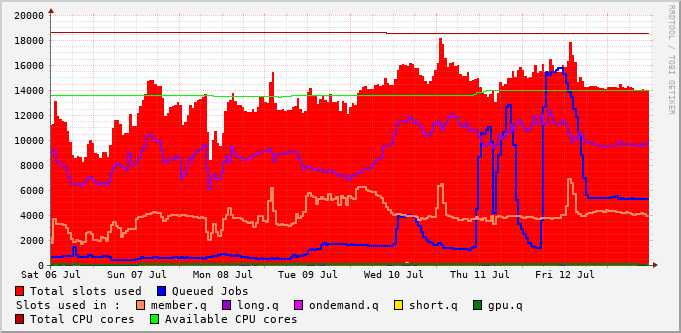 20000
18000
16000
14000
12000
10000
8000
6000
4000
2000
0
RRDTOOL / TOBI OETIKER
Sat 06 Jul Sun 07 Jul Mon 08 Jul Tue 09 Jul Wed 10 Jul Thu 11 Jul Fri 12 Jul
Total slots used Queued Jobs
Slots used in : member.q long.q ondemand.q short.q gpu.q
Total CPU cores Available CPU cores